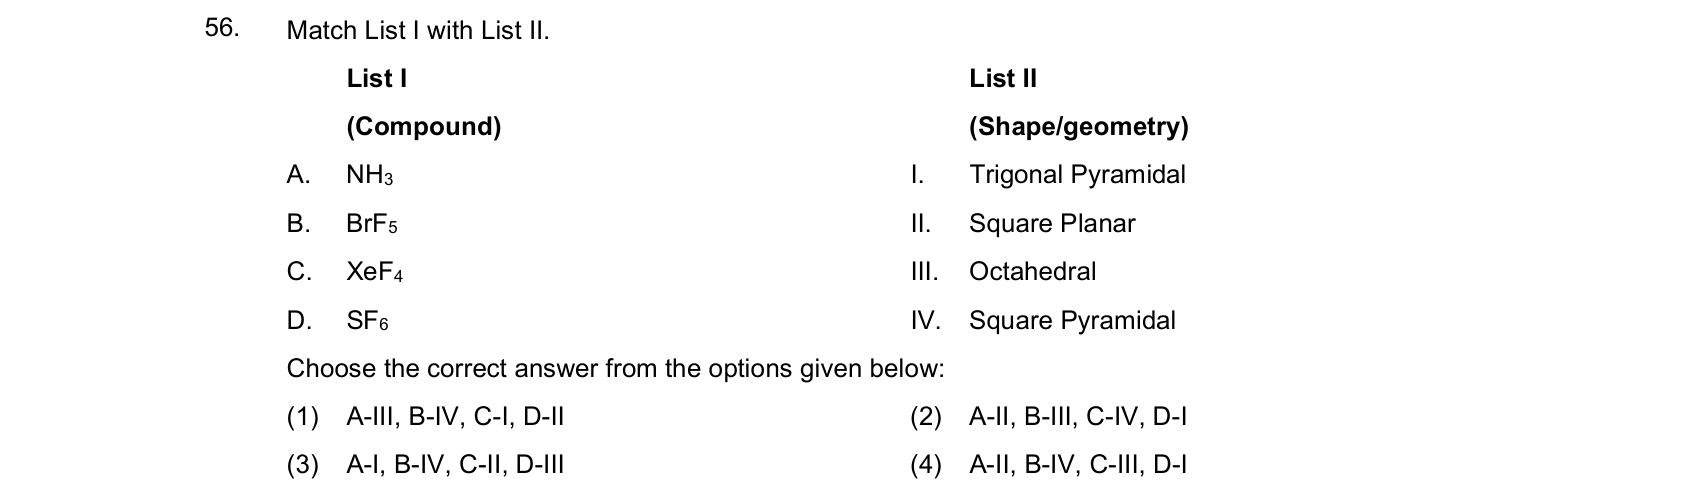 56. Match List I with List II.
List I List II
(Compound) (Shape/geometry)
A. NH₃ I. Trigonal Pyramidal
B. BrF₅ II. Square Planar
C. XeF₄ III. Octahedral
D. SF₆ IV. Square Pyramidal
Choose the correct answer from the options given below:
(1) A-III, B-IV, C-I, D-II (2) A-II, B-III, C-IV, D-I
(3) A-I, B-IV, C-II, D-III (4) A-II, B-IV, C-III, D-I